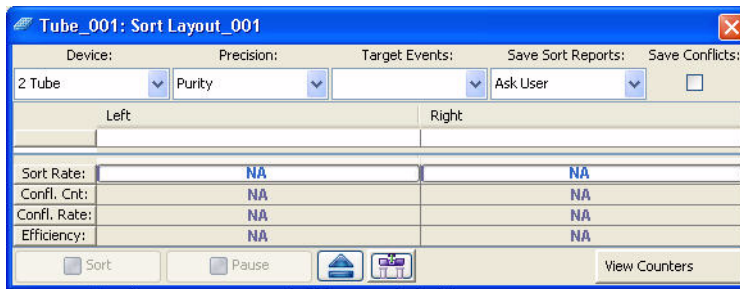 Tube_001: Sort Layout_001
Device: Precision: Target Events: Save Sort Reports: Save Conflicts:
2 Tube Purity Ask User
Left Right
Sort Rate: NA NA
Confl. Cnt: NA NA
Confl. Rate: NA NA
Efficiency: NA NA
Sort Pause View Counters